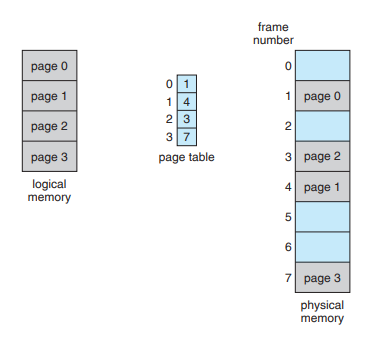 frame
number
page 0
page 1
page 2
page 3
logical
memory
0 1
1 4
2 3
3 7
page table
0
1 page 0
2
3 page 2
4 page 1
5
6
7 page 3
physical
memory